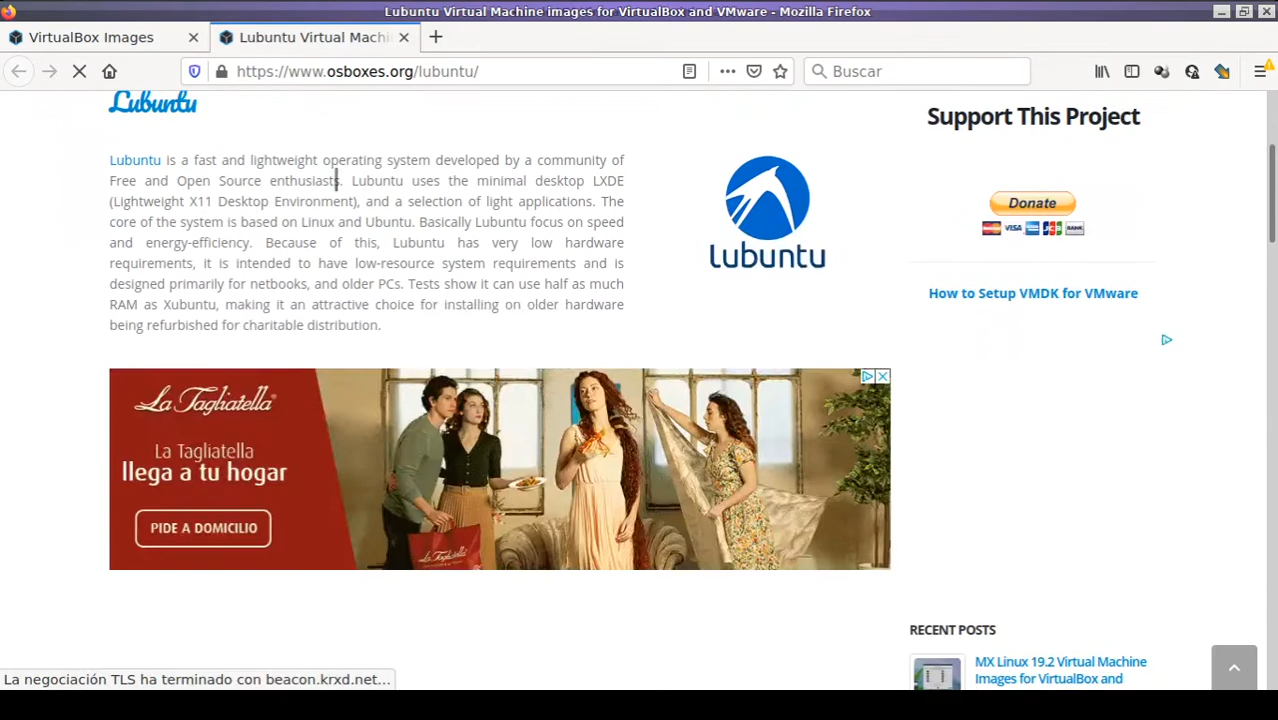 Lubuntu Virtual Machine images for VirtualBox and VMware - Mozilla Firefox
VirtualBox Images
Lubuntu Virtual Machin
https://www.osboxes.org/lubuntu/
Buscar
Lubuntu
Lubuntu is a fast and lightweight operating system developed by a community of
Free and Open Source enthusiasts. Lubuntu uses the minimal desktop LXDE
(Lightweight X11 Desktop Environment), and a selection of light applications. The
core of the system is based on Linux and Ubuntu. Basically Lubuntu focus on speed
and energy-efficiency. Because of this, Lubuntu has very low hardware
requirements, it is intended to have low-resource system requirements and is
designed primarily for netbooks, and older PCs. Tests show it can use half as much
RAM as Xubuntu, making it an attractive choice for installing on older hardware
being refurbished for charitable distribution.
lubuntu
Support This Project
Donate
VISA
How to Setup VMDK for VMware
La Tagliatella
La Tagliatella
llega a tu hogar
PIDE A DOMICILIO
RECENT POSTS
MX Linux 19.2 Virtual Machine
Images for VirtualBox and
La negociación TLS ha terminado con beacon.krxd.net...